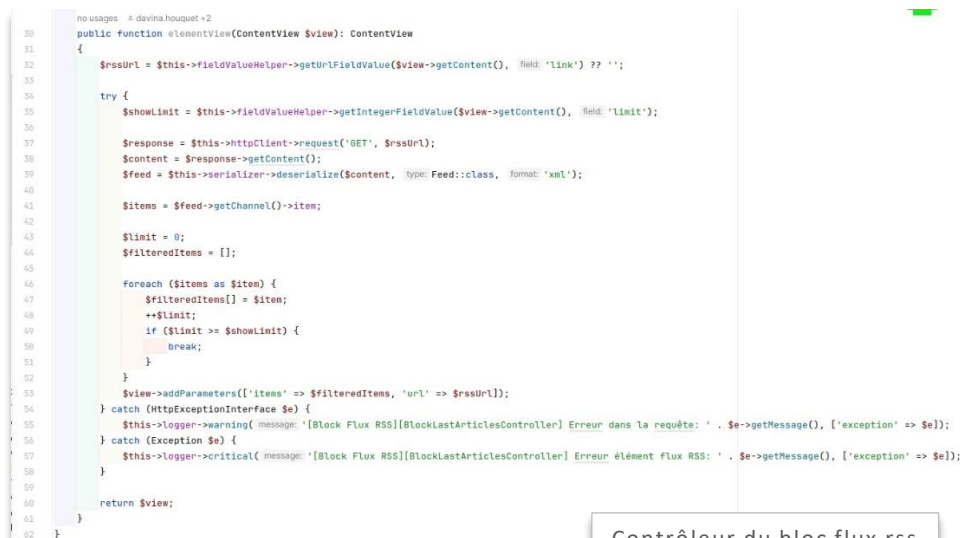 no usages davina.houquet +2
30 public function elementView(ContentView $view): ContentView
31 {
32 $rssUrl = $this->fieldValueHelper->getUrlFieldValue($view->getContent(), field: 'link') ?? '';
33
34 try {
35 $showLimit = $this->fieldValueHelper->getIntegerFieldValue($view->getContent(), field: 'limit');
36
37 $response = $this->httpClient->request('GET', $rssUrl);
38 $content = $response->getContent();
39 $feed = $this->serializer->deserialize($content, type: Feed::class, format: 'xml');
40
41 $items = $feed->getChannel()->item;
42
43 $limit = 0;
44 $filteredItems = [];
45
46 foreach ($items as $item) {
47 $filteredItems[] = $item;
48 ++$limit;
49 if ($limit >= $showLimit) {
50 break;
51 }
52 }
53 $view->addParameters(['items' => $filteredItems, 'url' => $rssUrl]);
54 } catch (HttpExceptionInterface $e) {
55 $this->logger->warning( message: '[Block Flux RSS][BlockLastArticlesController] Erreur dans la requête: ' . $e->getMessage(), ['exception' => $e]);
56 } catch (Exception $e) {
57 $this->logger->critical( message: '[Block Flux RSS][BlockLastArticlesController] Erreur élément flux RSS: ' . $e->getMessage(), ['exception' => $e]);
58 }
59
60 return $view;
61 }
62 }
Contrôleur du bloc flux rss